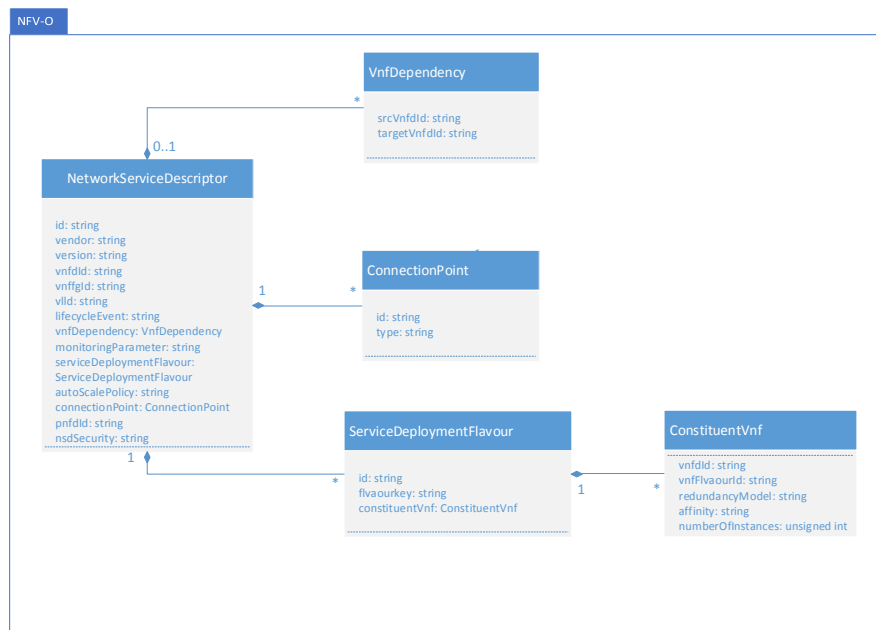 NFV-O
VnfDependency
srcVnfdId: string
targetVnfdId: string
*
0..1
NetworkServiceDescriptor
id: string
vendor: string
version: string
vnfdId: string
vnffgId: string
vlId: string
lifecycleEvent: string
vnfDependency: VnfDependency
monitoringParameter: string
serviceDeploymentFlavour:
ServiceDeploymentFlavour
autoScalePolicy: string
connectionPoint: ConnectionPoint
pnfdId: string
nsdSecurity: string
1
*
ConnectionPoint
id: string
type: string
1
*
ServiceDeploymentFlavour
id: string
flvaourkey: string
constituentVnf: ConstituentVnf
1
*
ConstituentVnf
vnfdId: string
vnfFlvaourId: string
redundancyModel: string
affinity: string
numberOfInstances: unsigned int